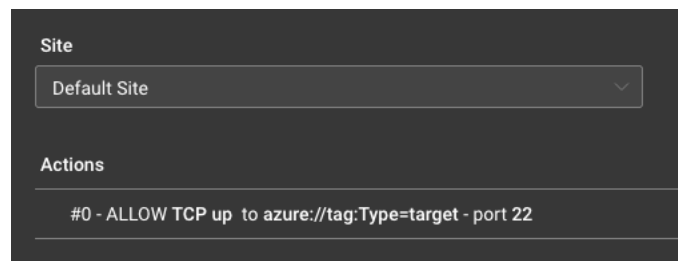 Site
Default Site
Actions
#0 - ALLOW TCP up to azure://tag:Type=target - port 22